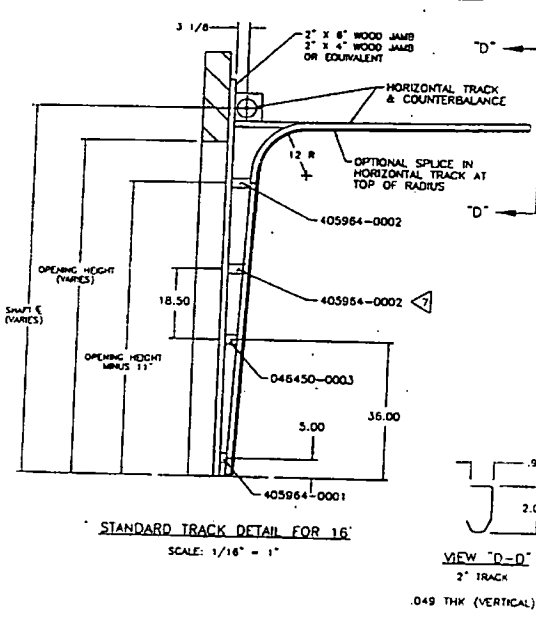 3 1/8
2" X 6" WOOD JAMB
2" X 4" WOOD JAMB
OR EQUIVALENT
"D"
HORIZONTAL TRACK
& COUNTERBALANCE
12 R
OPTIONAL SPLICE IN
HORIZONTAL TRACK AT
TOP OF RADIUS
"D"
405964-0002
OPENING HEIGHT
(VARIES)
18.50
405964-0002 7
SHAFT ℄
(VARIES)
OPENING HEIGHT
MINUS 11"
046450-0003
36.00
5.00
405964-0001
.9
2.0
STANDARD TRACK DETAIL FOR 16'
SCALE: 1/16" = 1"
VIEW "D-D"
2" TRACK
.049 THK (VERTICAL)